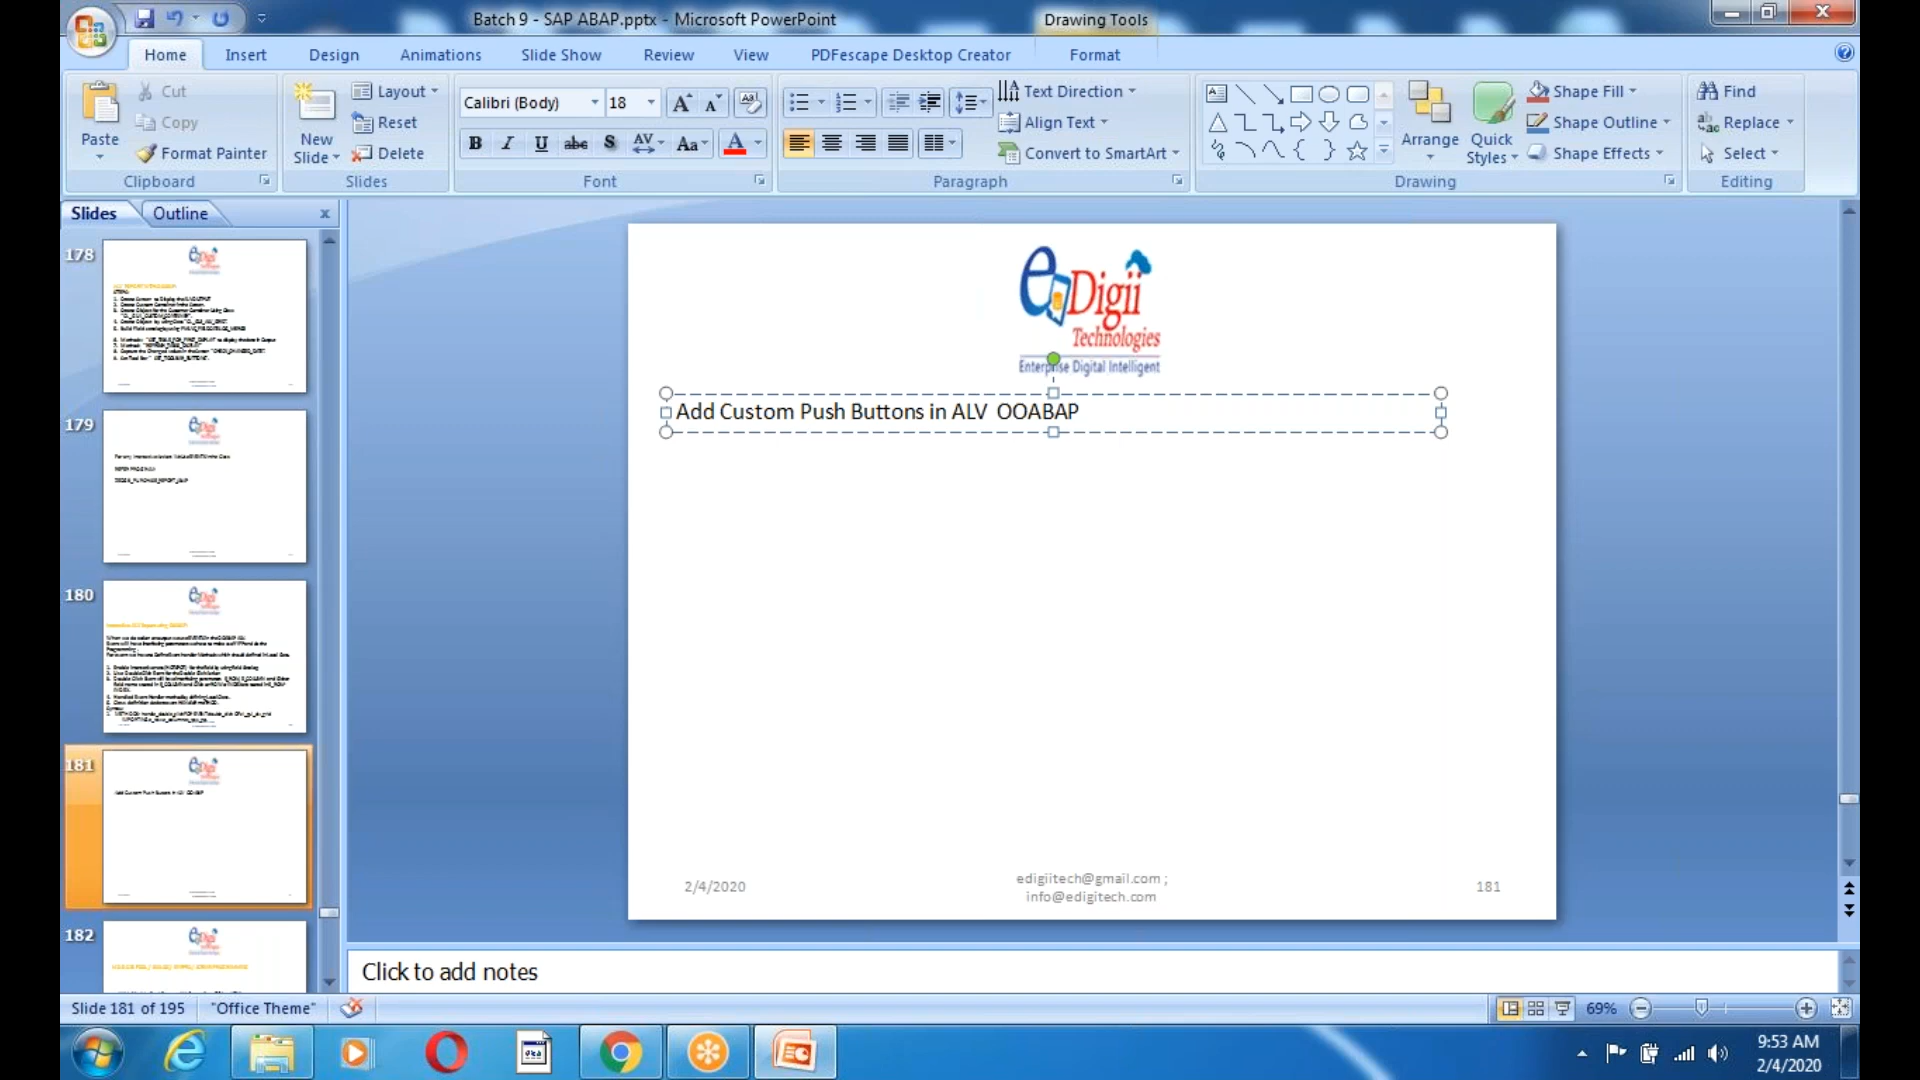 Batch 9 - SAP ABAP.pptx - Microsoft PowerPoint
Drawing Tools
Home Insert Design Animations Slide Show Review View PDFescape Desktop Creator Format
Paste
Cut
Copy
Format Painter
Clipboard
New
Slide
Layout
Reset
Delete
Slides
Calibri (Body) 18
B I U abc S AV Aa A
Font
Text Direction
Align Text
Convert to SmartArt
Paragraph
Arrange
Quick
Styles
Shape Fill
Shape Outline
Shape Effects
Drawing
Find
Replace
Select
Editing
Slides Outline x
178
179
180
181
182
eDigii
Technologies
Enterprise Digital Intelligent
Add Custom Push Buttons in ALV OOABAP
2/4/2020
edigiitech@gmail.com ;
info@edigitech.com
181
Click to add notes
Slide 181 of 195 "Office Theme" 69%
9:53 AM
2/4/2020